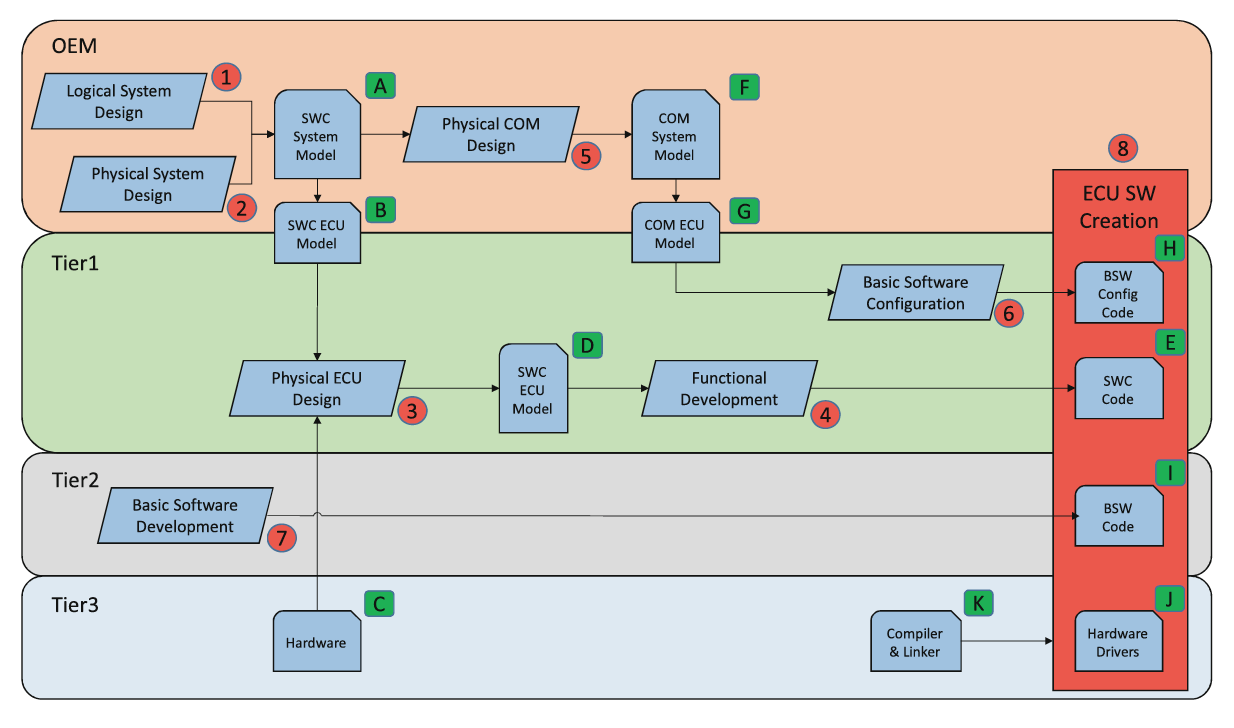 OEM
Logical System
Design
1
Physical System
Design
2
SWC
System
Model
A
SWC ECU
Model
B
Physical COM
Design
5
COM
System
Model
F
COM ECU
Model
G
8
ECU SW
Creation
Tier1
Basic Software
Configuration
6
BSW
Config
Code
H
Physical ECU
Design
3
SWC
ECU
Model
D
Functional
Development
4
SWC
Code
E
Tier2
Basic Software
Development
7
BSW
Code
I
Tier3
Hardware
C
Compiler
& Linker
K
Hardware
Drivers
J